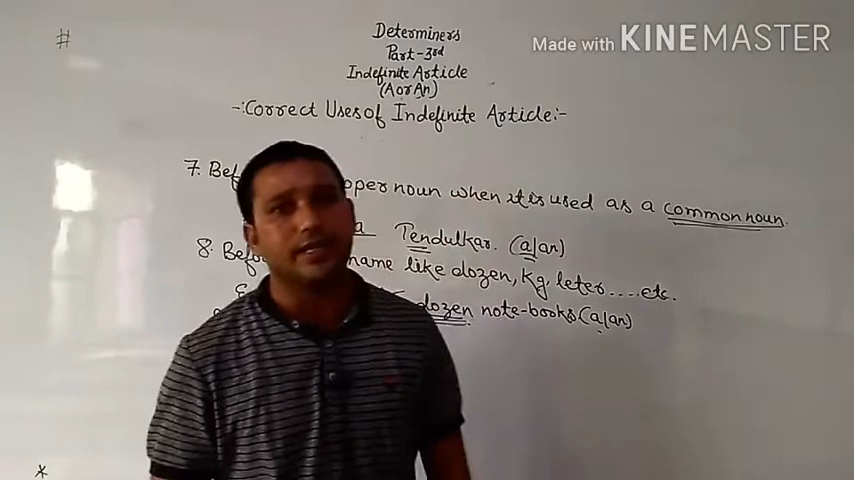 #
Determiners
Made with KINEMASTER
Part-3rd
Indefinite Article
(A or An)
-:Correct Uses of Indefinite Article:-
7. Bef opper noun when it is used as a common noun.
a Tendulkar. (a/an)
8. Befo name like dozen, kg, leter....etc.
dozen note-books (a/an)
*